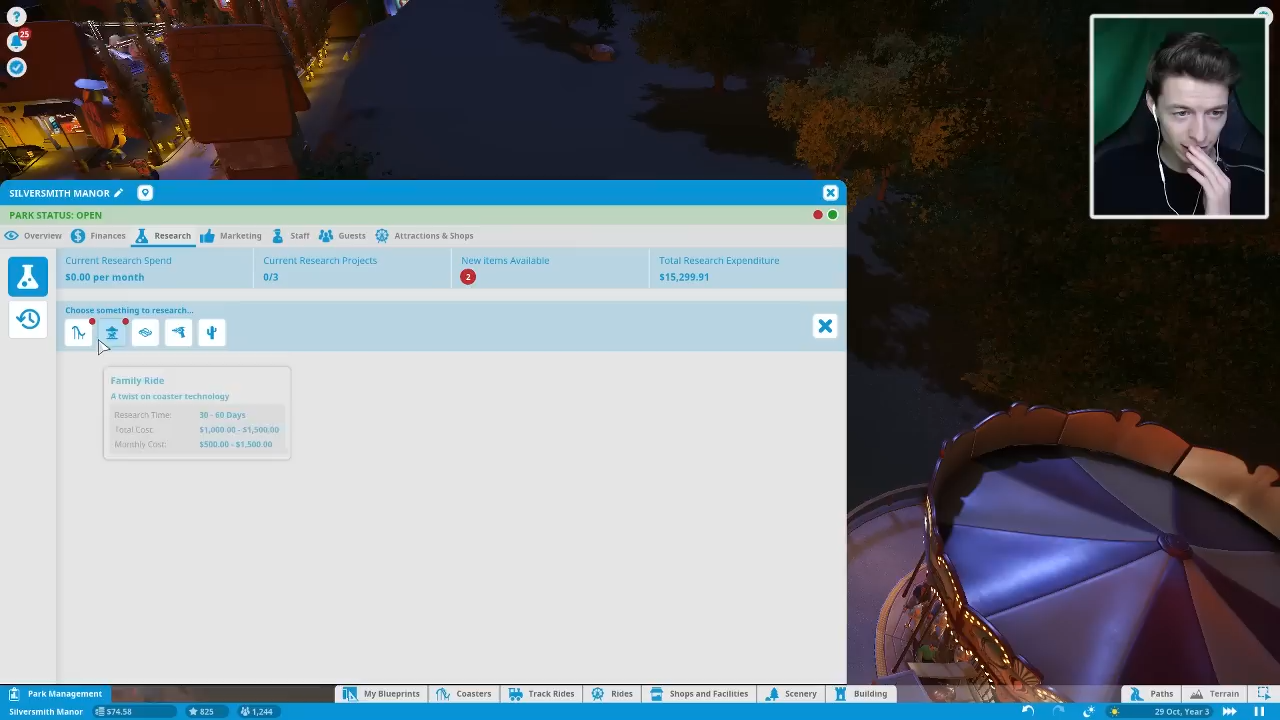 ?
25
SILVERSMITH MANOR
PARK STATUS: OPEN
Overview
Finances
Research
Marketing
Staff
Guests
Attractions & Shops
Current Research Spend
$0.00 per month
Current Research Projects
0/3
New items Available
2
Total Research Expenditure
$15,299.91
Choose something to research...
Family Ride
A twist on coaster technology
Research Time: 30 - 60 Days
Total Cost: $1,000.00 - $1,500.00
Monthly Cost: $500.00 - $1,500.00
Park Management
My Blueprints
Coasters
Track Rides
Rides
Shops and Facilities
Scenery
Building
Paths
Terrain
Silversmith Manor
$74.58
825
1,244
29 Oct, Year 3